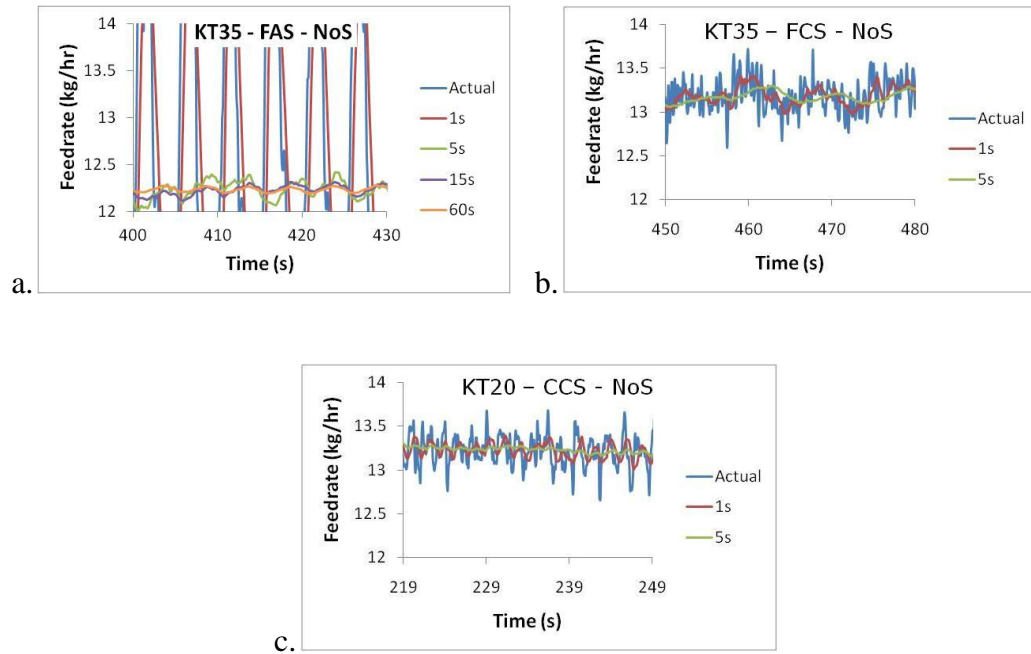 KT35 - FAS - NoS
Feedrate (kg/hr)
14
13.5
13
12.5
12
400
410
420
430
Time (s)
Actual
1s
5s
15s
60s
a.
KT35 – FCS - NoS
Feedrate (kg/hr)
14
13.5
13
12.5
12
450
460
470
480
Time (s)
Actual
1s
5s
b.
KT20 – CCS - NoS
Feedrate (kg/hr)
14
13.5
13
12.5
12
219
229
239
249
Time (s)
Actual
1s
5s
c.